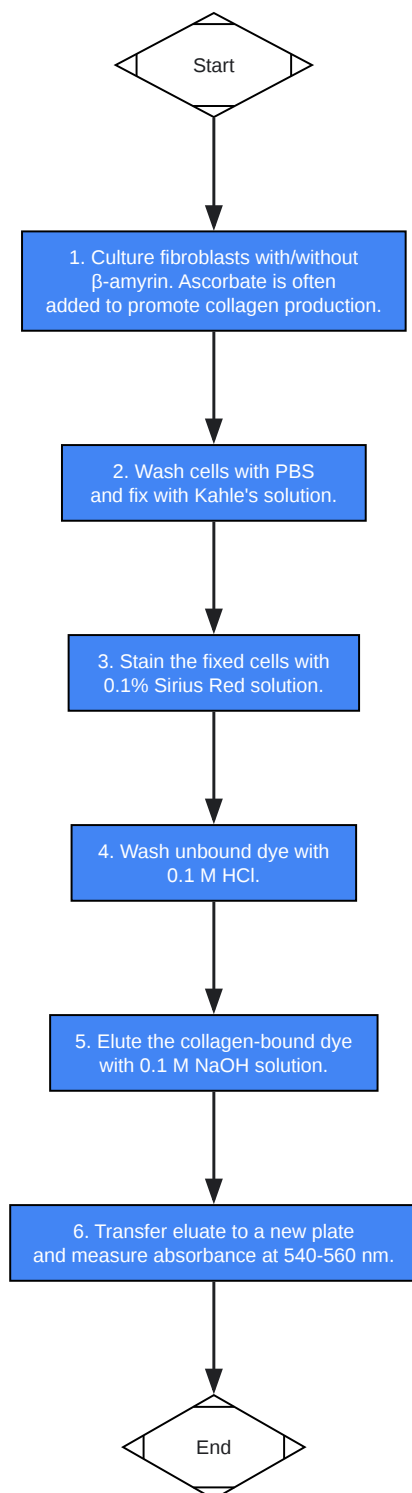 Start
1. Culture fibroblasts with/without
β-amyrin. Ascorbate is often
added to promote collagen production.
2. Wash cells with PBS
and fix with Kahle's solution.
3. Stain the fixed cells with
0.1% Sirius Red solution.
4. Wash unbound dye with
0.1 M HCl.
5. Elute the collagen-bound dye
with 0.1 M NaOH solution.
6. Transfer eluate to a new plate
and measure absorbance at 540-560 nm.
End